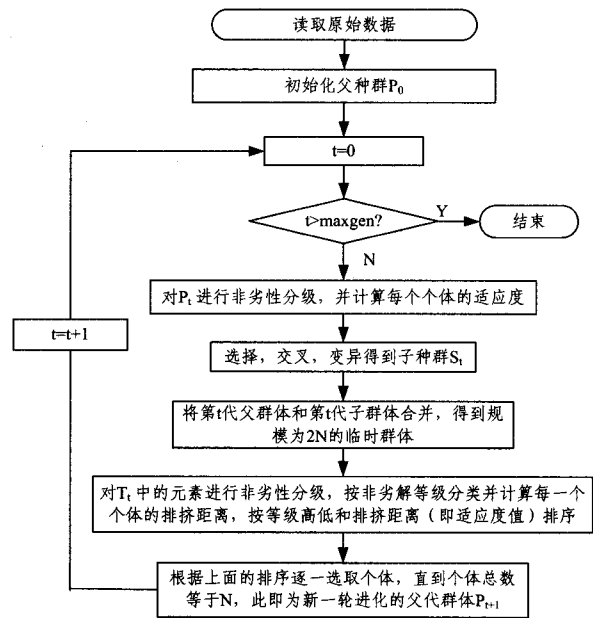 读取原始数据
初始化父种群P₀
t=0
t>maxgen?
Y
结束
N
对Pₜ进行非劣性分级，并计算每个个体的适应度
t=t+1
选择，交叉，变异得到子种群Sₜ
将第t代父群体和第t代子群体合并，得到规
模为2N的临时群体
对Tₜ中的元素进行非劣性分级，按非劣解等级分类并计算每一个
个体的排挤距离，按等级高低和排挤距离（即适应度值）排序
根据上面的排序逐一选取个体，直到个体总数
等于N，此即为新一轮进化的父代群体Pₜ₊₁